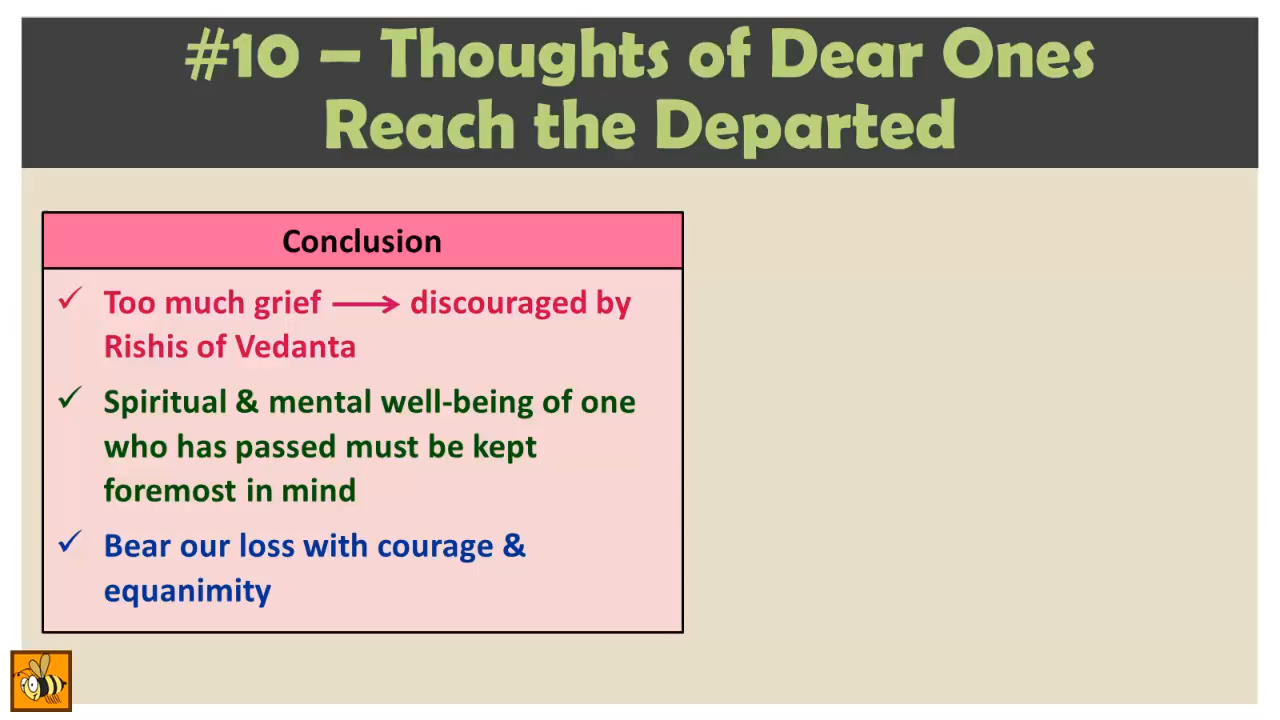 #10 – Thoughts of Dear Ones
Reach the Departed
Conclusion
✓ Too much grief ⟶ discouraged by
Rishis of Vedanta
✓ Spiritual & mental well-being of one
who has passed must be kept
foremost in mind
✓ Bear our loss with courage &
equanimity